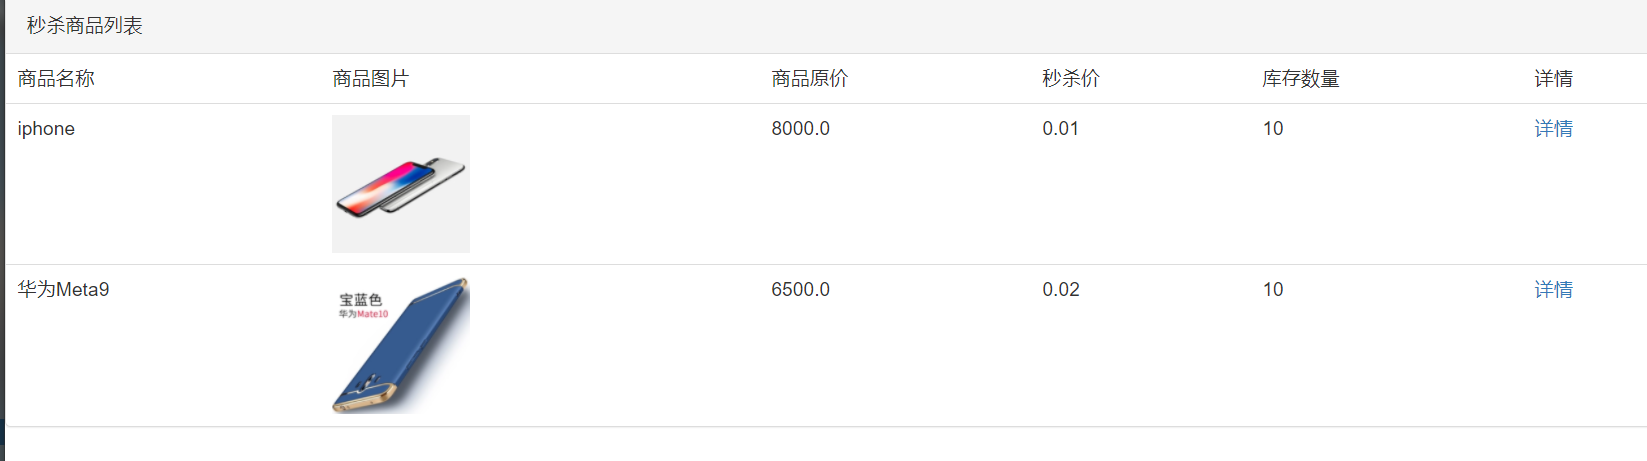 秒杀商品列表
商品名称 商品图片 商品原价 秒杀价 库存数量 详情
iphone 8000.0 0.01 10 详情
华为Meta9 6500.0 0.02 10 详情
宝蓝色
华为Mate10